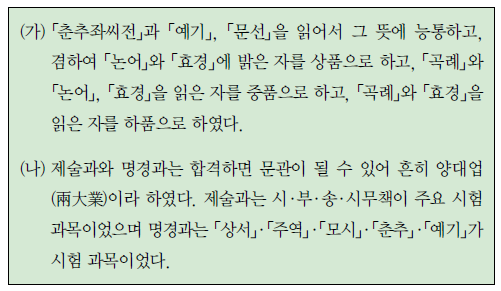 (가) 「춘추좌씨전」과 「예기」, 「문선」을 읽어서 그 뜻에 능통하고,
겸하여 「논어」와 「효경」에 밝은 자를 상품으로 하고, 「곡례」와
「논어」, 「효경」을 읽은 자를 중품으로 하고, 「곡례」와 「효경」을
읽은 자를 하품으로 하였다.
(나) 제술과와 명경과는 합격하면 문관이 될 수 있어 흔히 양대업
(兩大業)이라 하였다. 제술과는 시·부·송·시무책이 주요 시험
과목이었으며 명경과는 「상서」·「주역」·「모시」·「춘추」·「예기」가
시험 과목이었다.